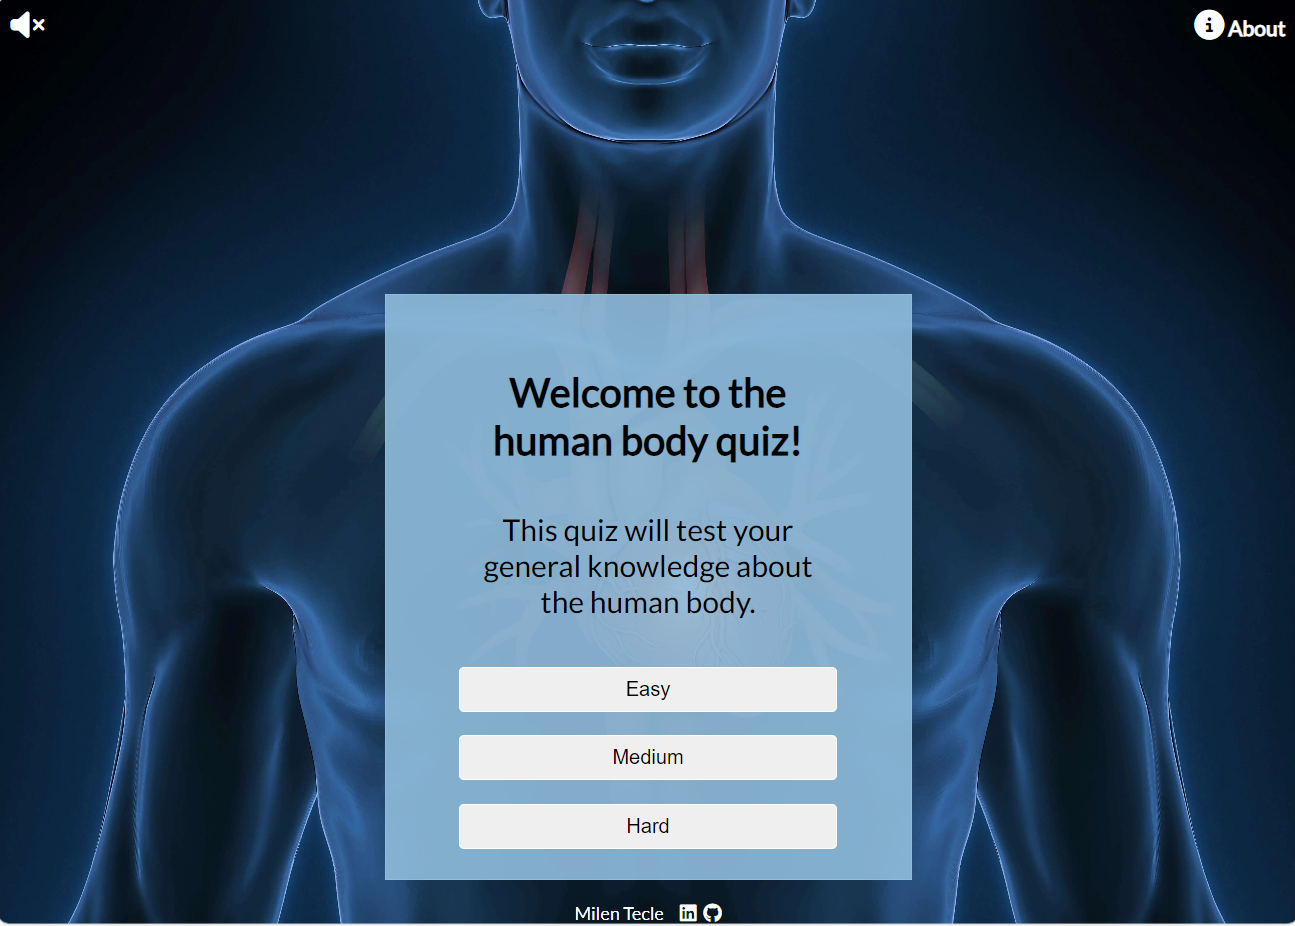 About
Welcome to the
human body quiz!
This quiz will test your
general knowledge about
the human body.
Easy
Medium
Hard
Milen Tecle